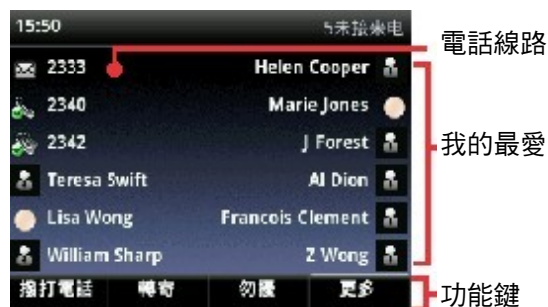 15:50 5未接來电
2333 Helen Cooper
2340 Marie Jones
2342 J Forest
Teresa Swift Al Dion
Lisa Wong Francois Clement
William Sharp Z Wong
撥打電話 轉寄 勿擾 更多
電話線路
我的最愛
功能鍵